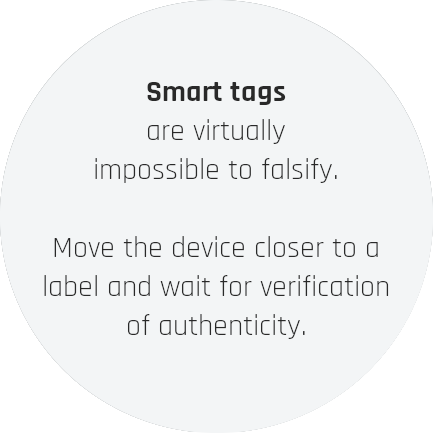 Smart tags
are virtually
impossible to falsify.
Move the device closer to a
label and wait for verification
of authenticity.